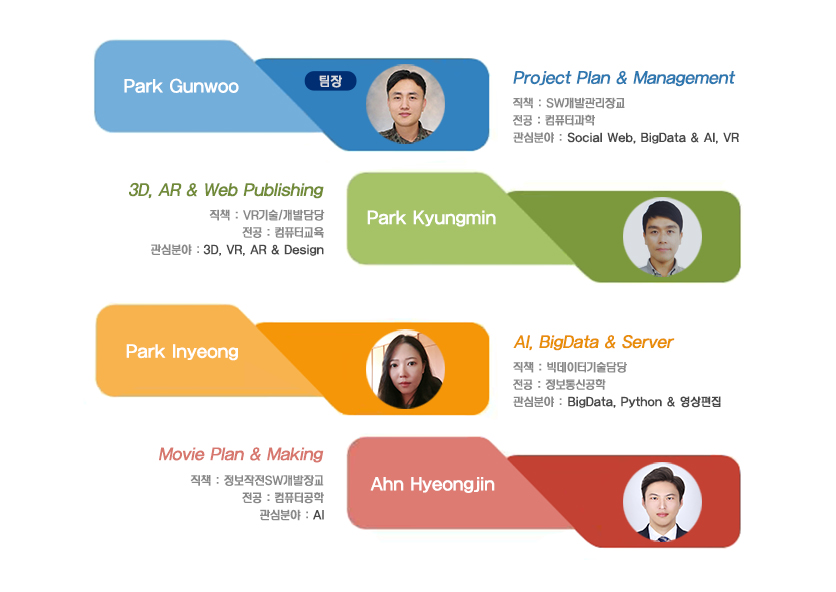 Park Gunwoo
팀장
Project Plan & Management
직책 : SW개발관리장교
전공 : 컴퓨터과학
관심분야 : Social Web, BigData & AI, VR
3D, AR & Web Publishing
직책 : VR기술/개발담당
전공 : 컴퓨터교육
관심분야 : 3D, VR, AR & Design
Park Kyungmin
Park Inyeong
AI, BigData & Server
직책 : 빅데이터기술담당
전공 : 정보통신공학
관심분야 : BigData, Python & 영상편집
Movie Plan & Making
직책 : 정보작전SW개발장교
전공 : 컴퓨터공학
관심분야 : AI
Ahn Hyeongjin